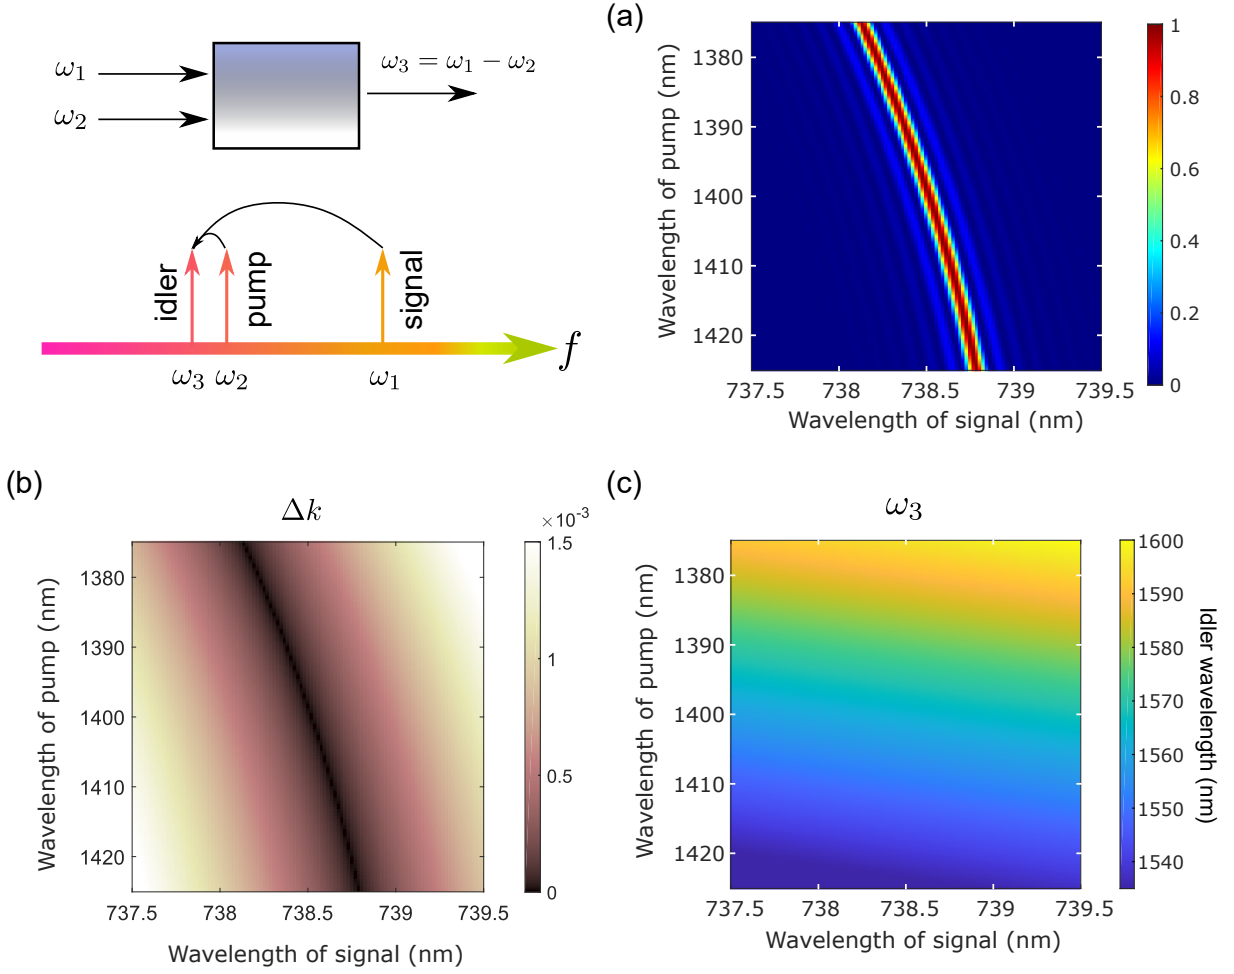 ω1
ω2
ω3 = ω1 − ω2
idler
pump
signal
f
ω3
ω2
ω1
(a)
Wavelength of pump (nm)
1380
1390
1400
1410
1420
737.5
738
738.5
739
739.5
Wavelength of signal (nm)
1
0.8
0.6
0.4
0.2
0
(b)
Δk
×10-3
Wavelength of pump (nm)
1380
1390
1400
1410
1420
737.5
738
738.5
739
739.5
Wavelength of signal (nm)
1.5
1
0.5
0
(c)
ω3
Wavelength of pump (nm)
1380
1390
1400
1410
1420
737.5
738
738.5
739
739.5
Wavelength of signal (nm)
1600
1590
1580
1570
1560
1550
1540
Idler wavelength (nm)